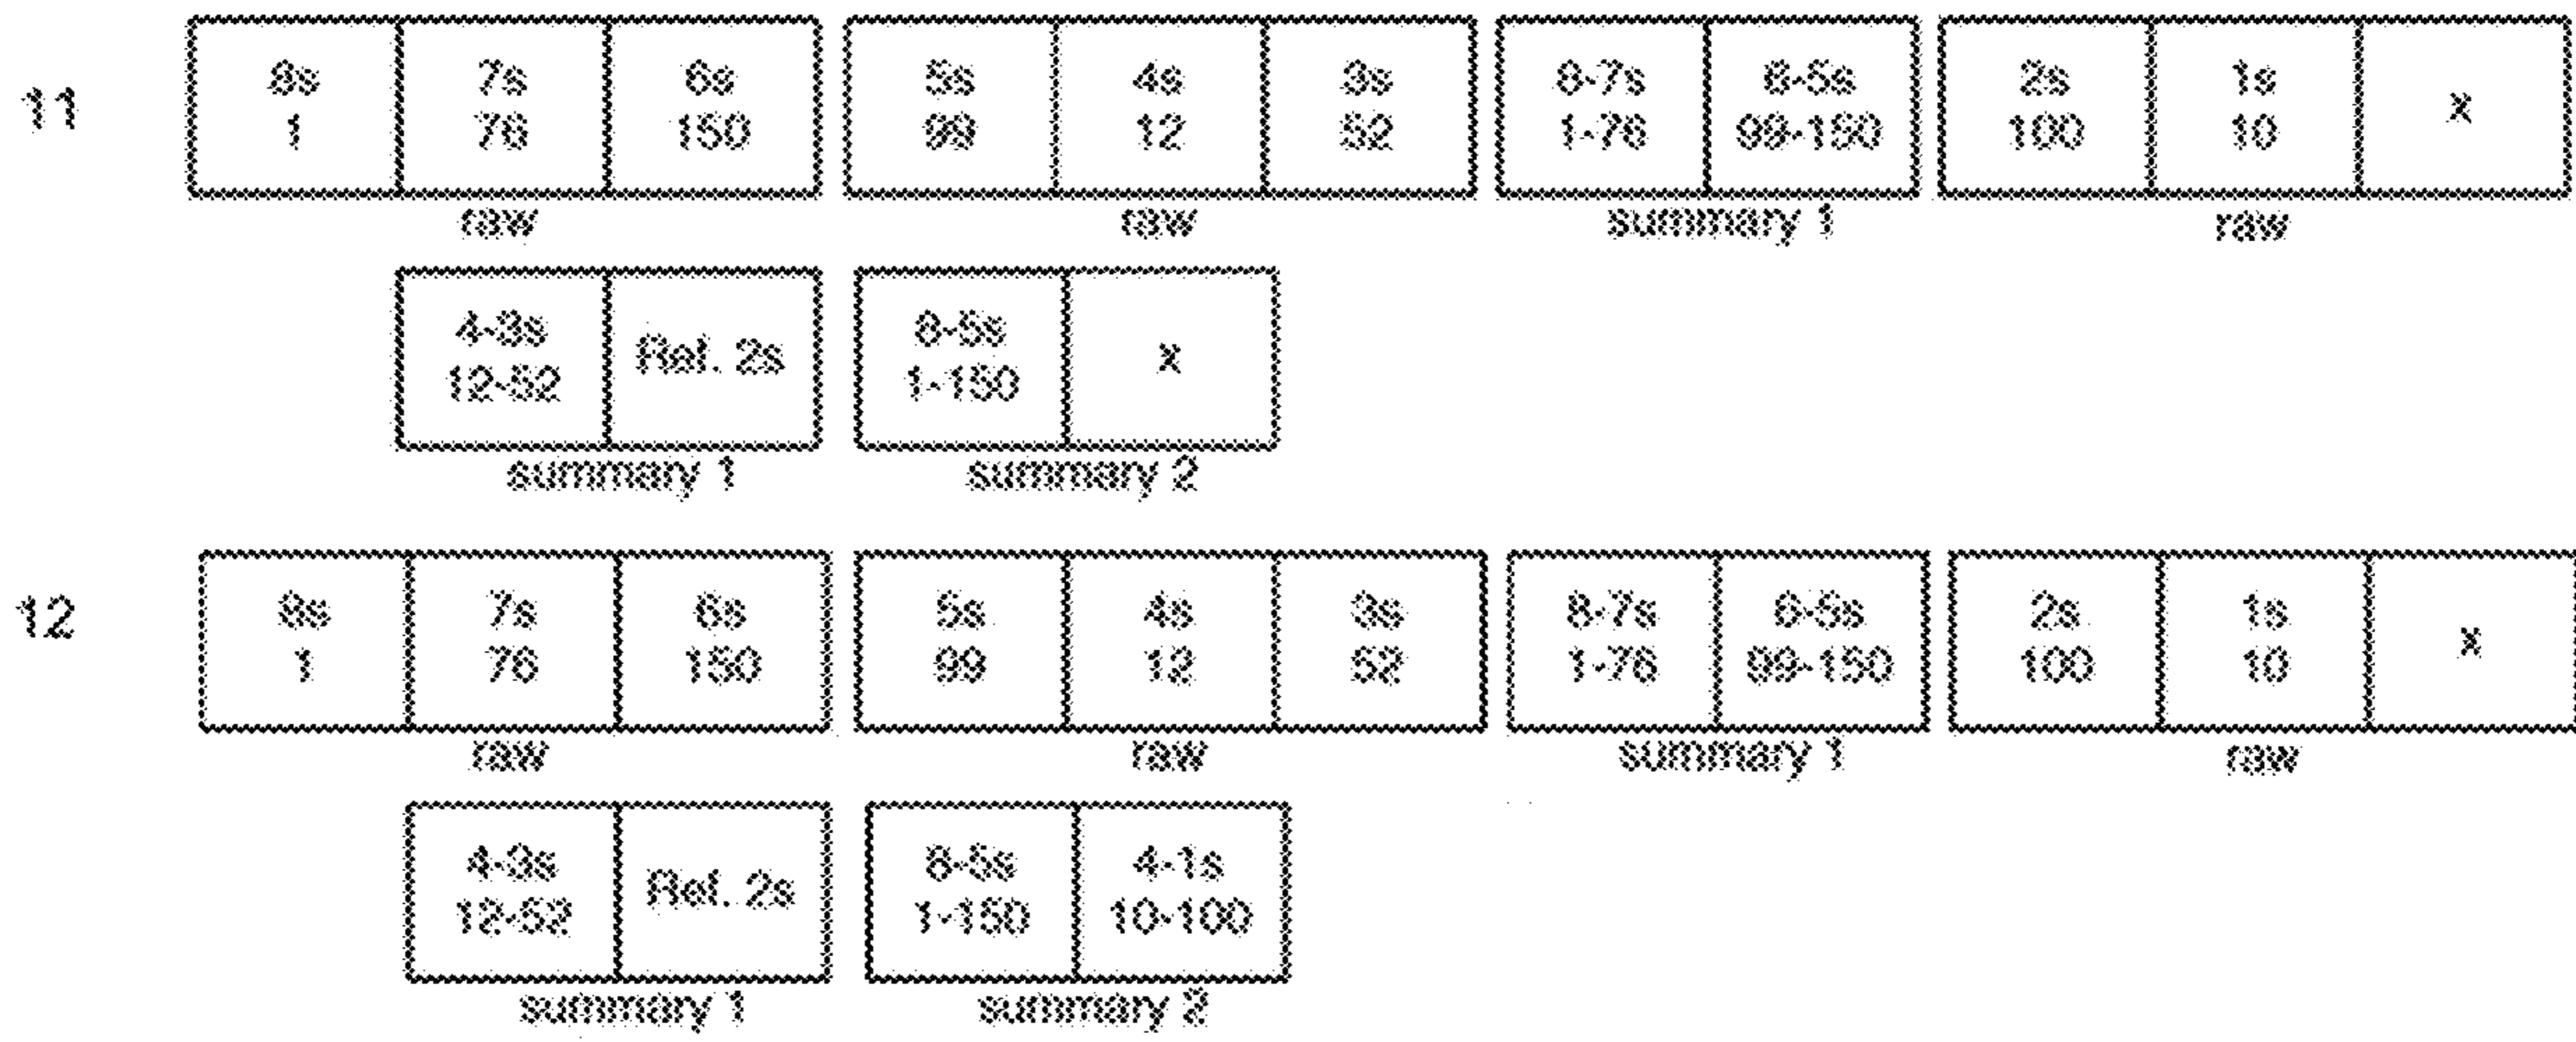 11
8s
1
7s
76
6s
150
raw
5s
99
4s
12
3s
52
raw
8-7s
1-76
6-5s
99-150
summary 1
2s
100
1s
10
x
raw
4-3s
12-52
Ref. 2s
summary 1
8-5s
1-150
x
summary 2
12
8s
1
7s
76
6s
150
raw
5s
99
4s
12
3s
52
raw
8-7s
1-76
6-5s
99-150
summary 1
2s
100
1s
10
x
raw
4-3s
12-52
Ref. 2s
summary 1
8-5s
1-150
4-1s
10-100
summary 2